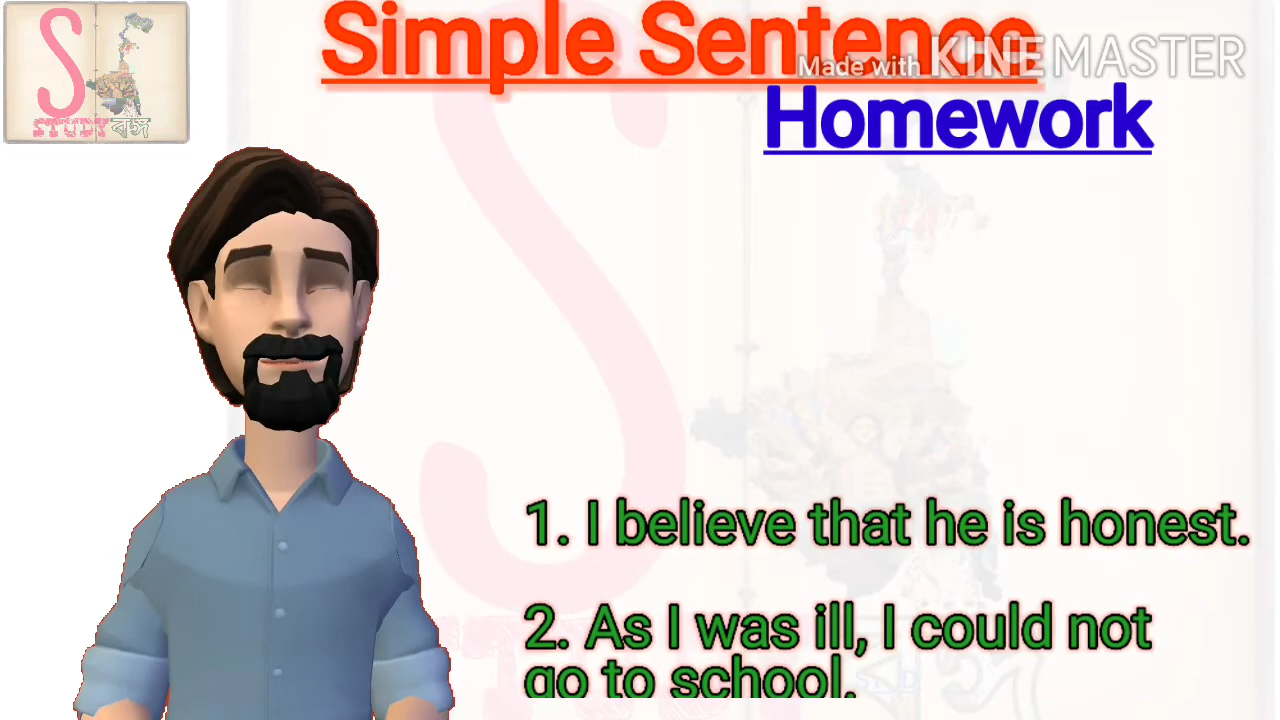 S
STUDYবঙ্গ
Simple Sentence
Made with KINEMASTER
Homework
1. I believe that he is honest.
2. As I was ill, I could not
go to school.